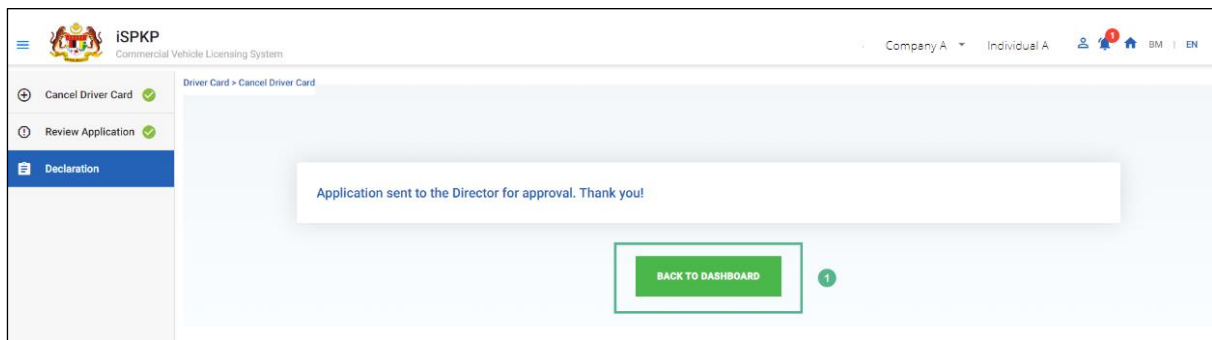 iSPKP
Commercial Vehicle Licensing System
Company A
Individual A
1
BM | EN
Cancel Driver Card
Review Application
Declaration
Driver Card > Cancel Driver Card
Application sent to the Director for approval. Thank you!
BACK TO DASHBOARD
1